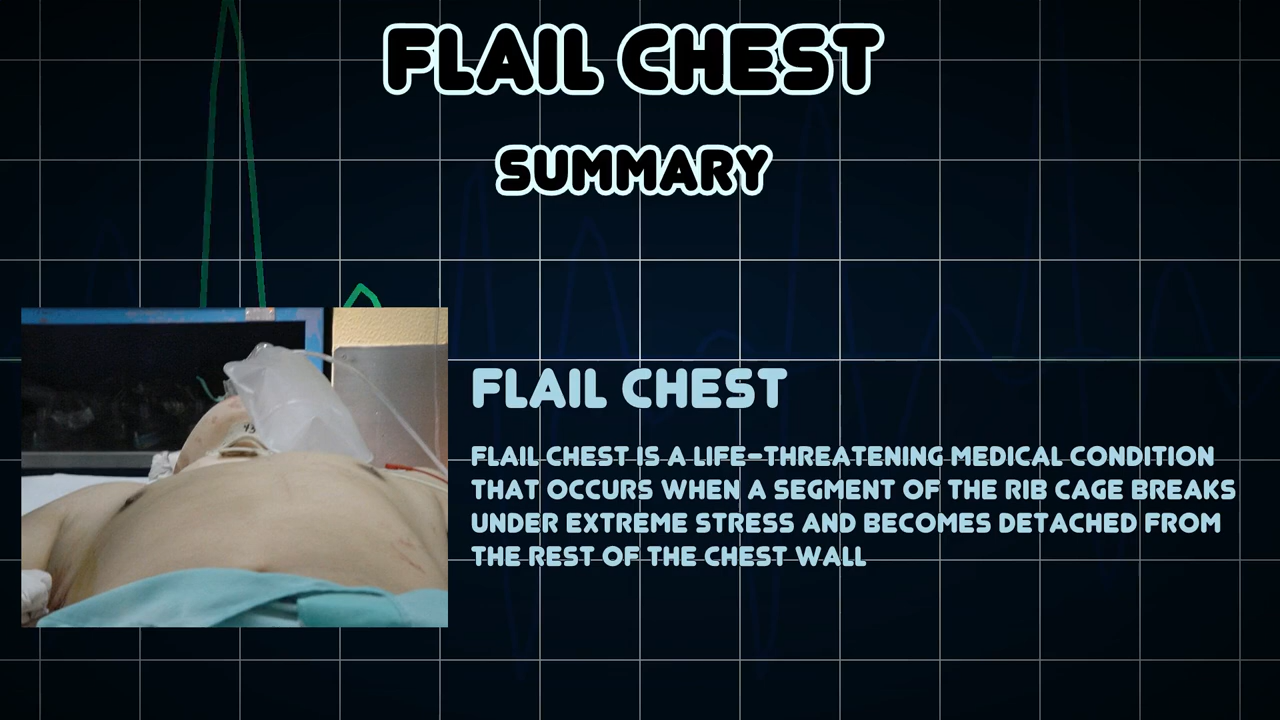 FLAIL CHEST
SUMMARY
FLAIL CHEST
FLAIL CHEST IS A LIFE-THREATENING MEDICAL CONDITION
THAT OCCURS WHEN A SEGMENT OF THE RIB CAGE BREAKS
UNDER EXTREME STRESS AND BECOMES DETACHED FROM
THE REST OF THE CHEST WALL